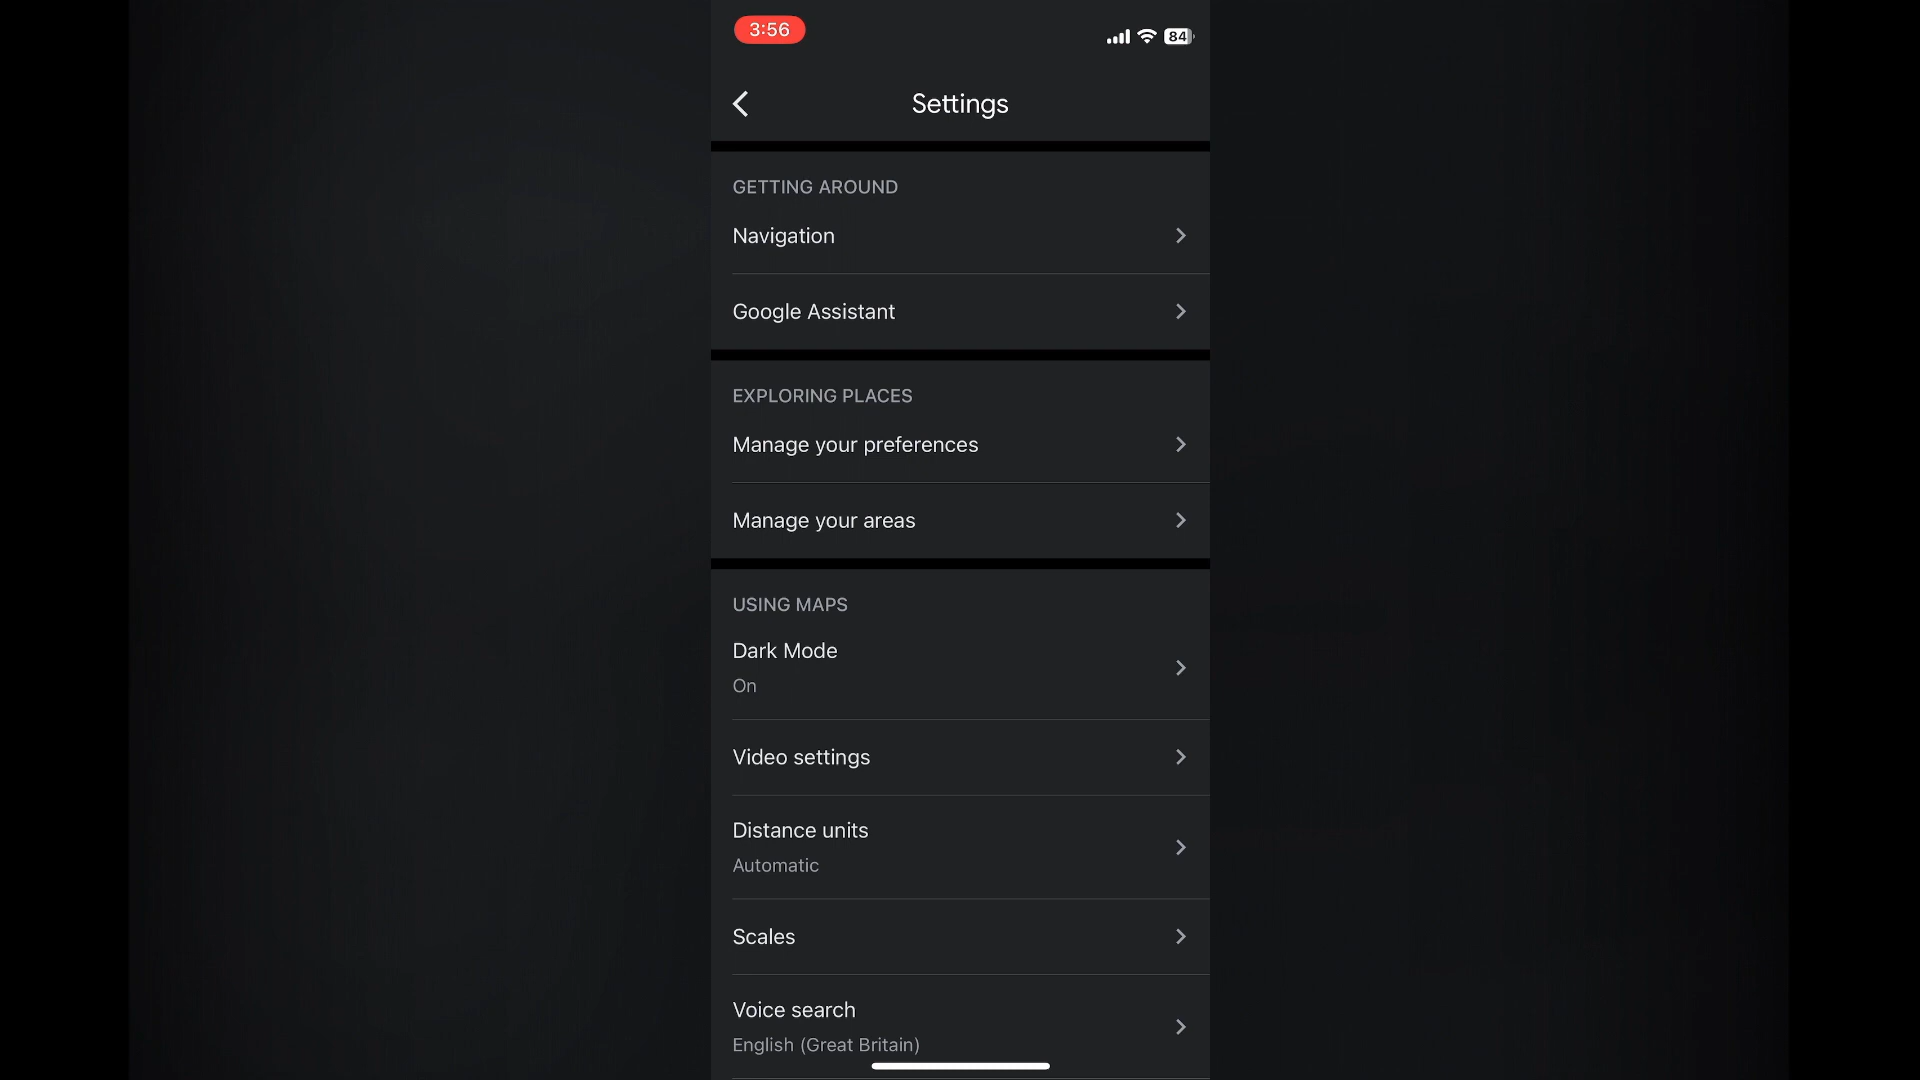 3:56
84
Settings
GETTING AROUND
Navigation
Google Assistant
EXPLORING PLACES
Manage your preferences
Manage your areas
USING MAPS
Dark Mode
On
Video settings
Distance units
Automatic
Scales
Voice search
English (Great Britain)